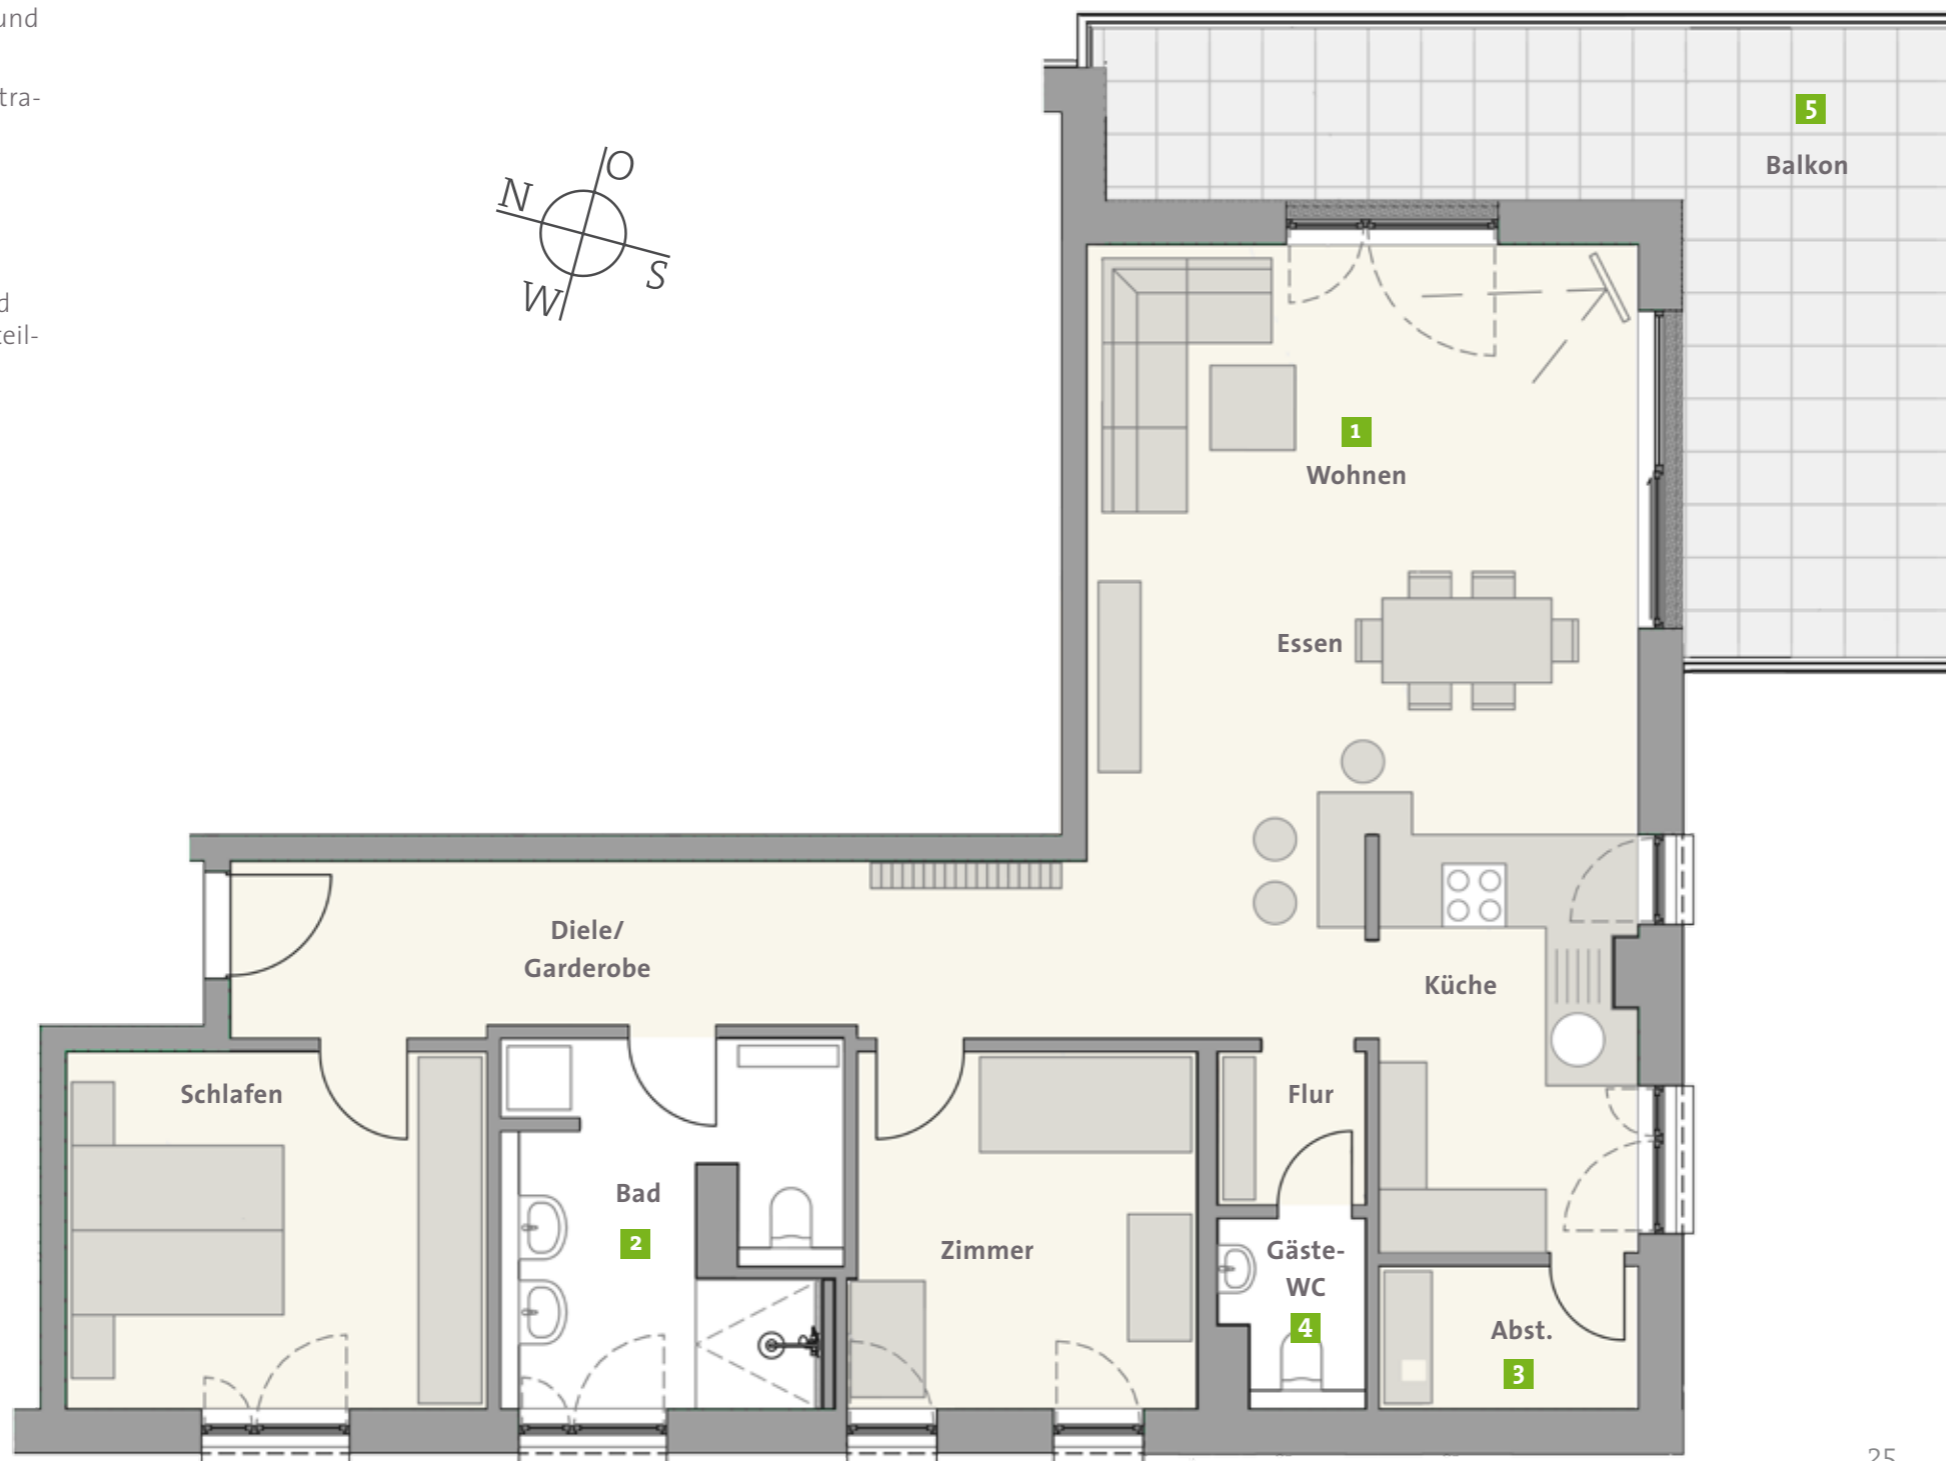 und
tra-
d
teil-
O
N
S
W
5
Balkon
1
Wohnen
Essen
Diele/
Garderobe
Küche
Schlafen
Flur
Bad
2
Zimmer
Gäste-
WC
4
Abst.
3
25